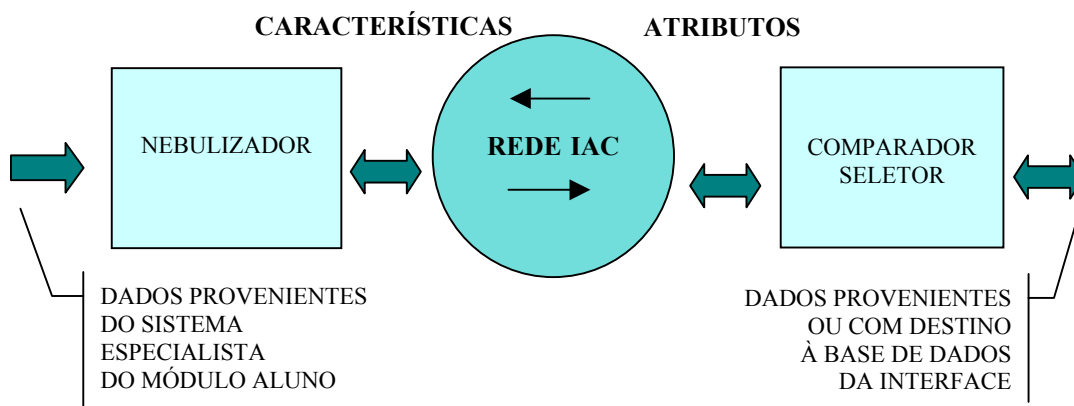 CARACTERÍSTICAS
ATRIBUTOS
NEBULIZADOR
REDE IAC
COMPARADOR
SELETOR
DADOS PROVENIENTES
DO SISTEMA
ESPECIALISTA
DO MÓDULO ALUNO
DADOS PROVENIENTES
OU COM DESTINO
À BASE DE DADOS
DA INTERFACE